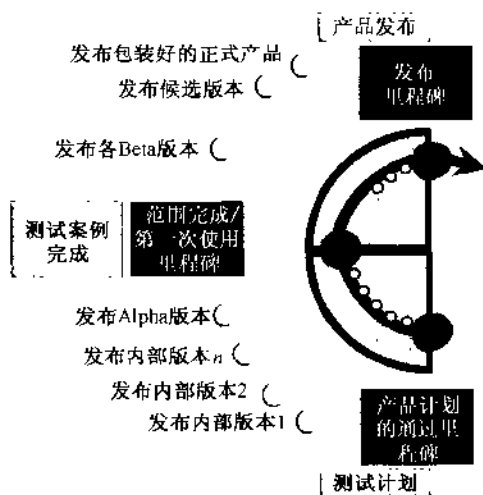 产品发布
发布包装好的正式产品
发布
里程碑
发布候选版本
发布各Beta版本
测试案例
完成
范围完成/
第一次使用
里程碑
发布Alpha版本
发布内部版本n
发布内部版本2
发布内部版本1
产品计划
的通过里
程碑
测试计划